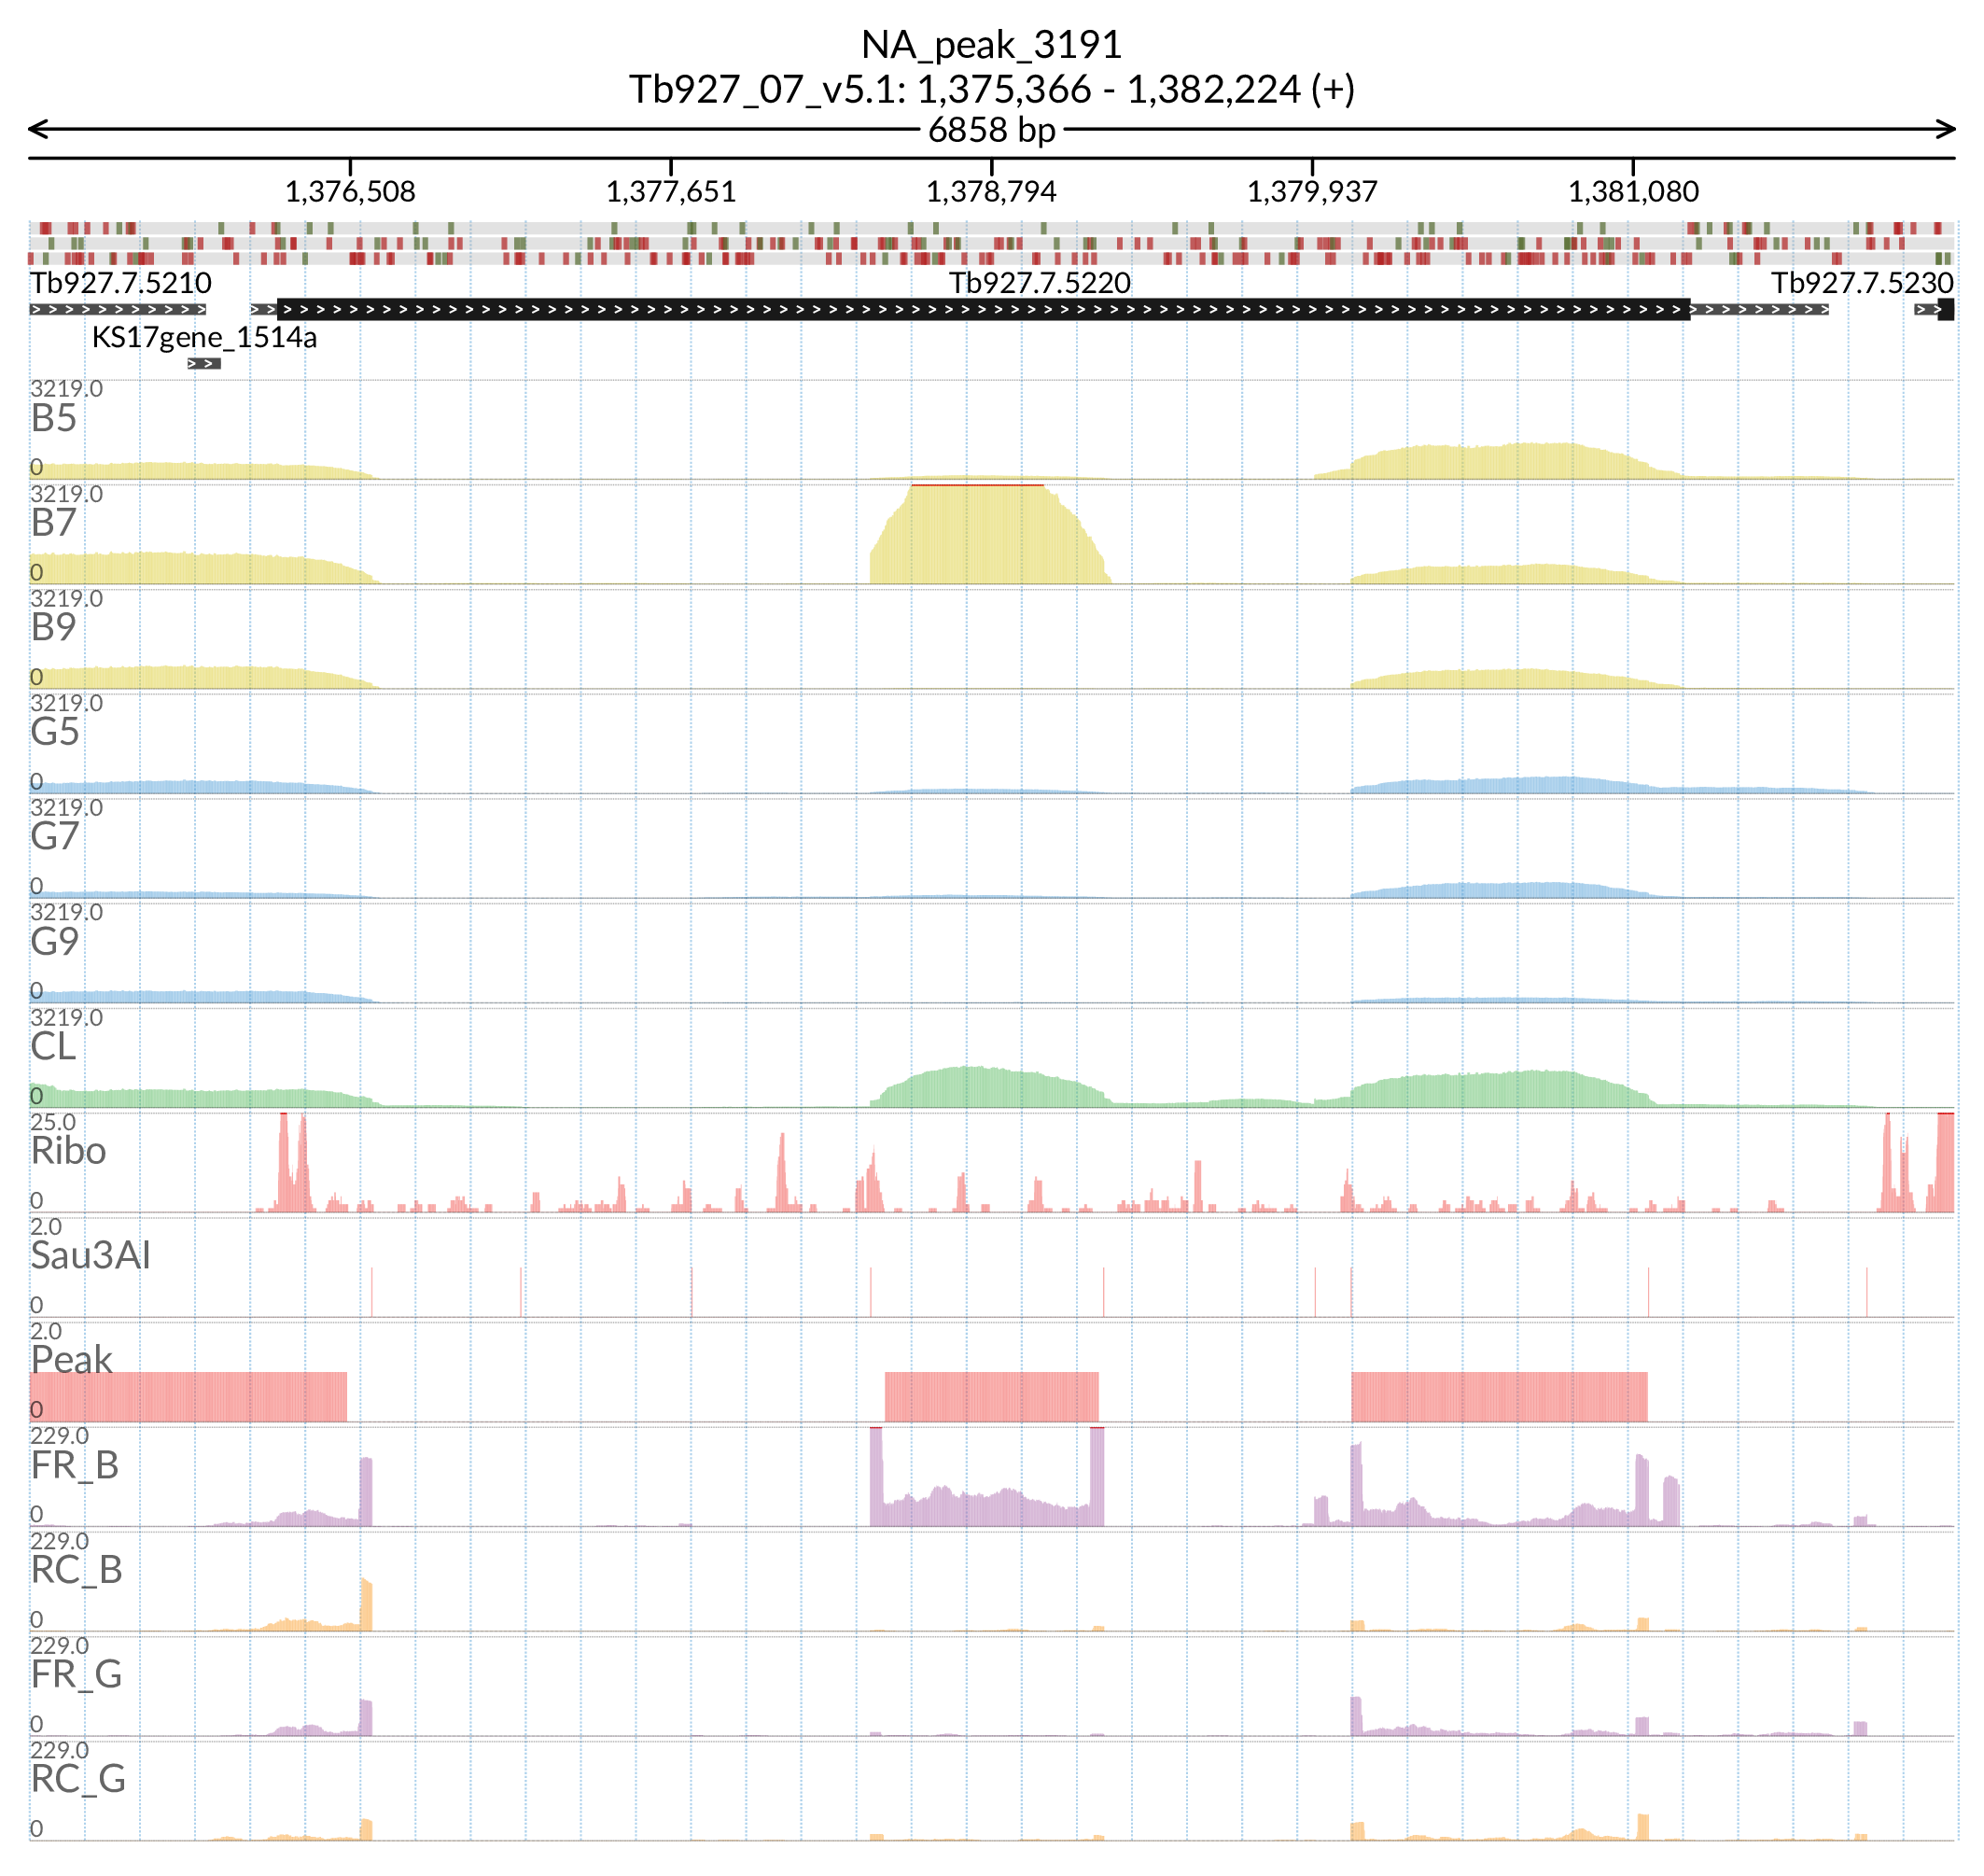 NA_peak_3191
Tb927_07_v5.1: 1,375,366 - 1,382,224 (+)
6858 bp
1,376,508 1,377,651 1,378,794 1,379,937 1,381,080
Tb927.7.5210 Tb927.7.5220 Tb927.7.5230
KS17gene_1514a
3219.0
B5
0
3219.0
B7
0
3219.0
B9
0
3219.0
G5
0
3219.0
G7
0
3219.0
G9
0
3219.0
CL
0
25.0
Ribo
0
2.0
Sau3AI
0
2.0
Peak
0
229.0
FR_B
0
229.0
RC_B
0
229.0
FR_G
0
229.0
RC_G
0